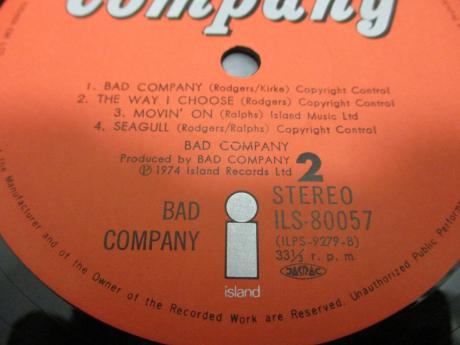 Company
1. BAD COMPANY (Rodgers/Kirke) Copyright Control
2. THE WAY I CHOOSE (Rodgers) Copyright Control
3. MOVIN' ON (Ralphs) Island Music Ltd
4. SEAGULL (Rodgers/Ralphs) Copyright Control
BAD COMPANY
Produced by BAD COMPANY
℗ 1974 Island Records Ltd
2
BAD
COMPANY
STEREO
ILS-80057
(ILPS-9279-B)
33⅓ r. p. m.
JASRAC
i
island
the Manufacturer and of the Owner of the Recorded Work are Reserved. Unauthorized Public Performa